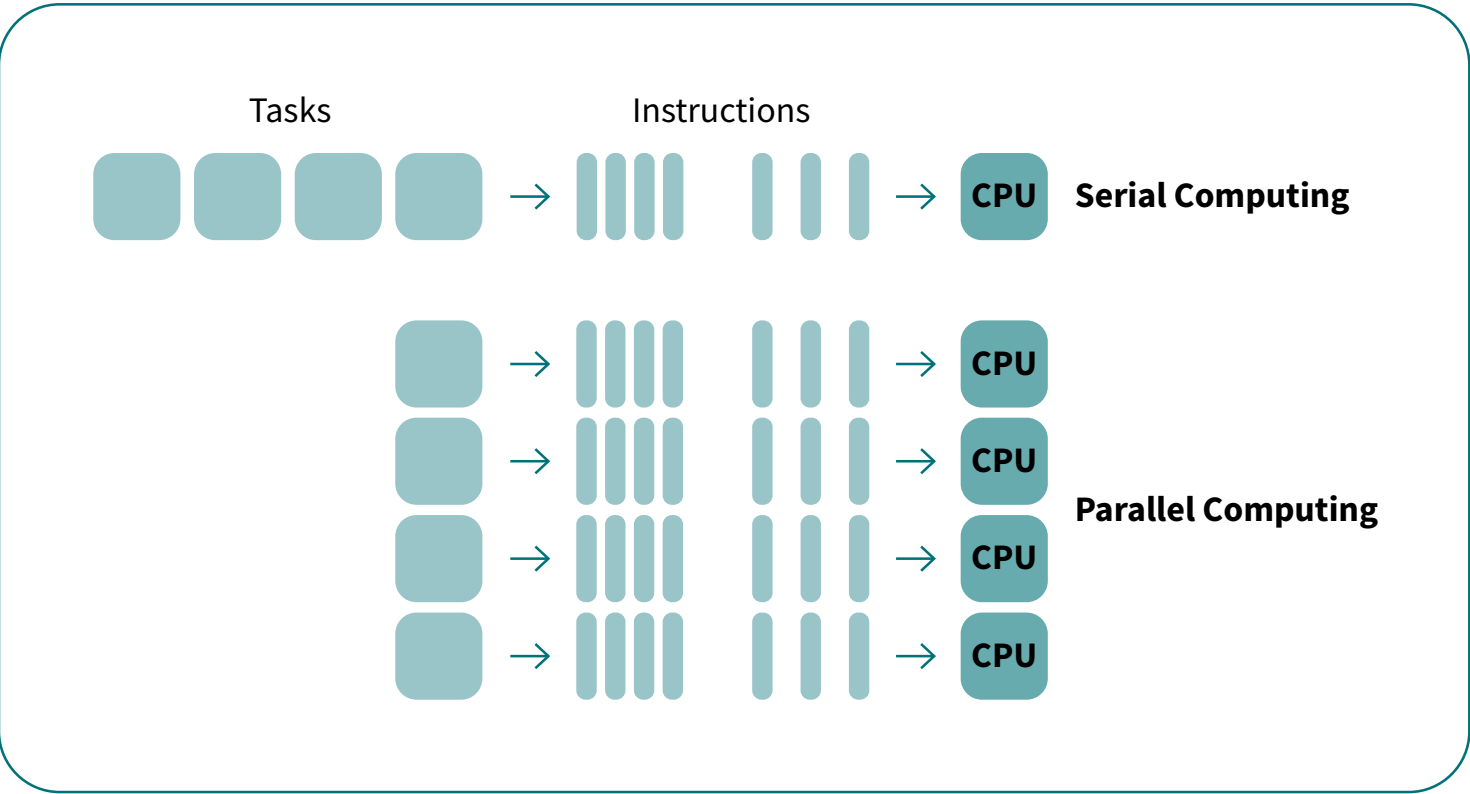 Tasks
Instructions
CPU
Serial Computing
CPU
CPU
Parallel Computing
CPU
CPU